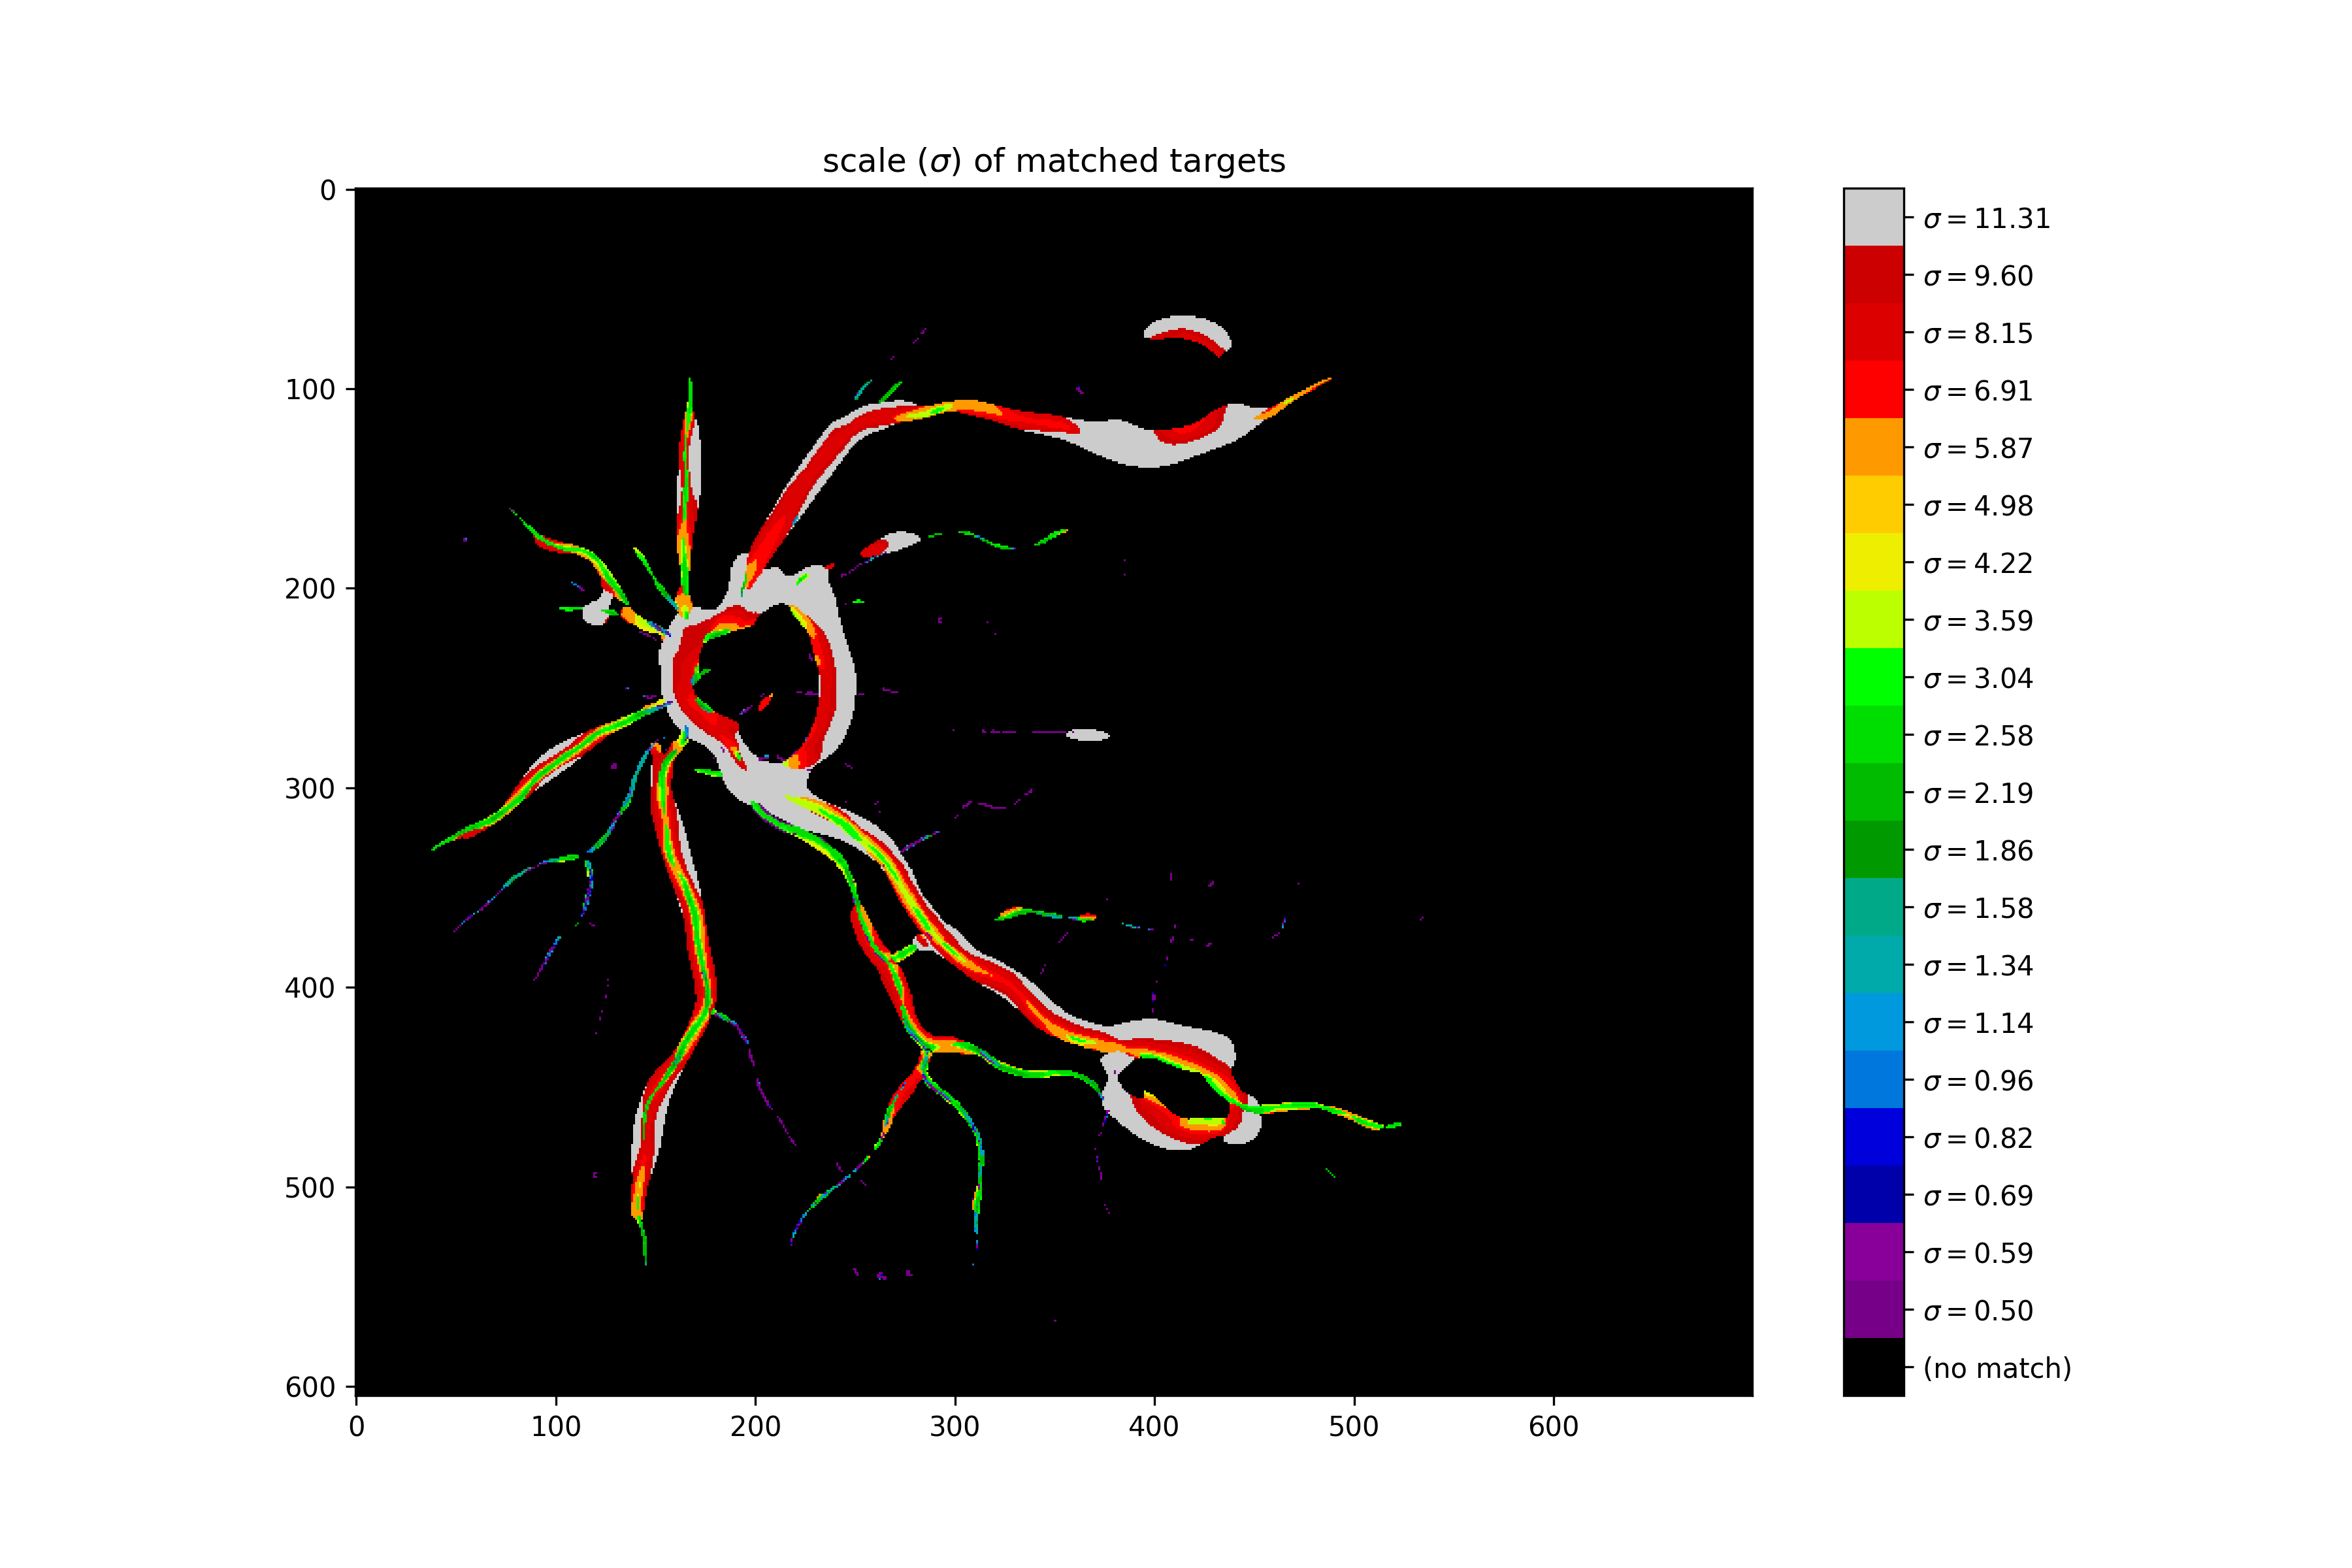 scale (σ) of matched targets
0
100
200
300
400
500
600
0 100 200 300 400 500 600
σ = 11.31
σ = 9.60
σ = 8.15
σ = 6.91
σ = 5.87
σ = 4.98
σ = 4.22
σ = 3.59
σ = 3.04
σ = 2.58
σ = 2.19
σ = 1.86
σ = 1.58
σ = 1.34
σ = 1.14
σ = 0.96
σ = 0.82
σ = 0.69
σ = 0.59
σ = 0.50
(no match)